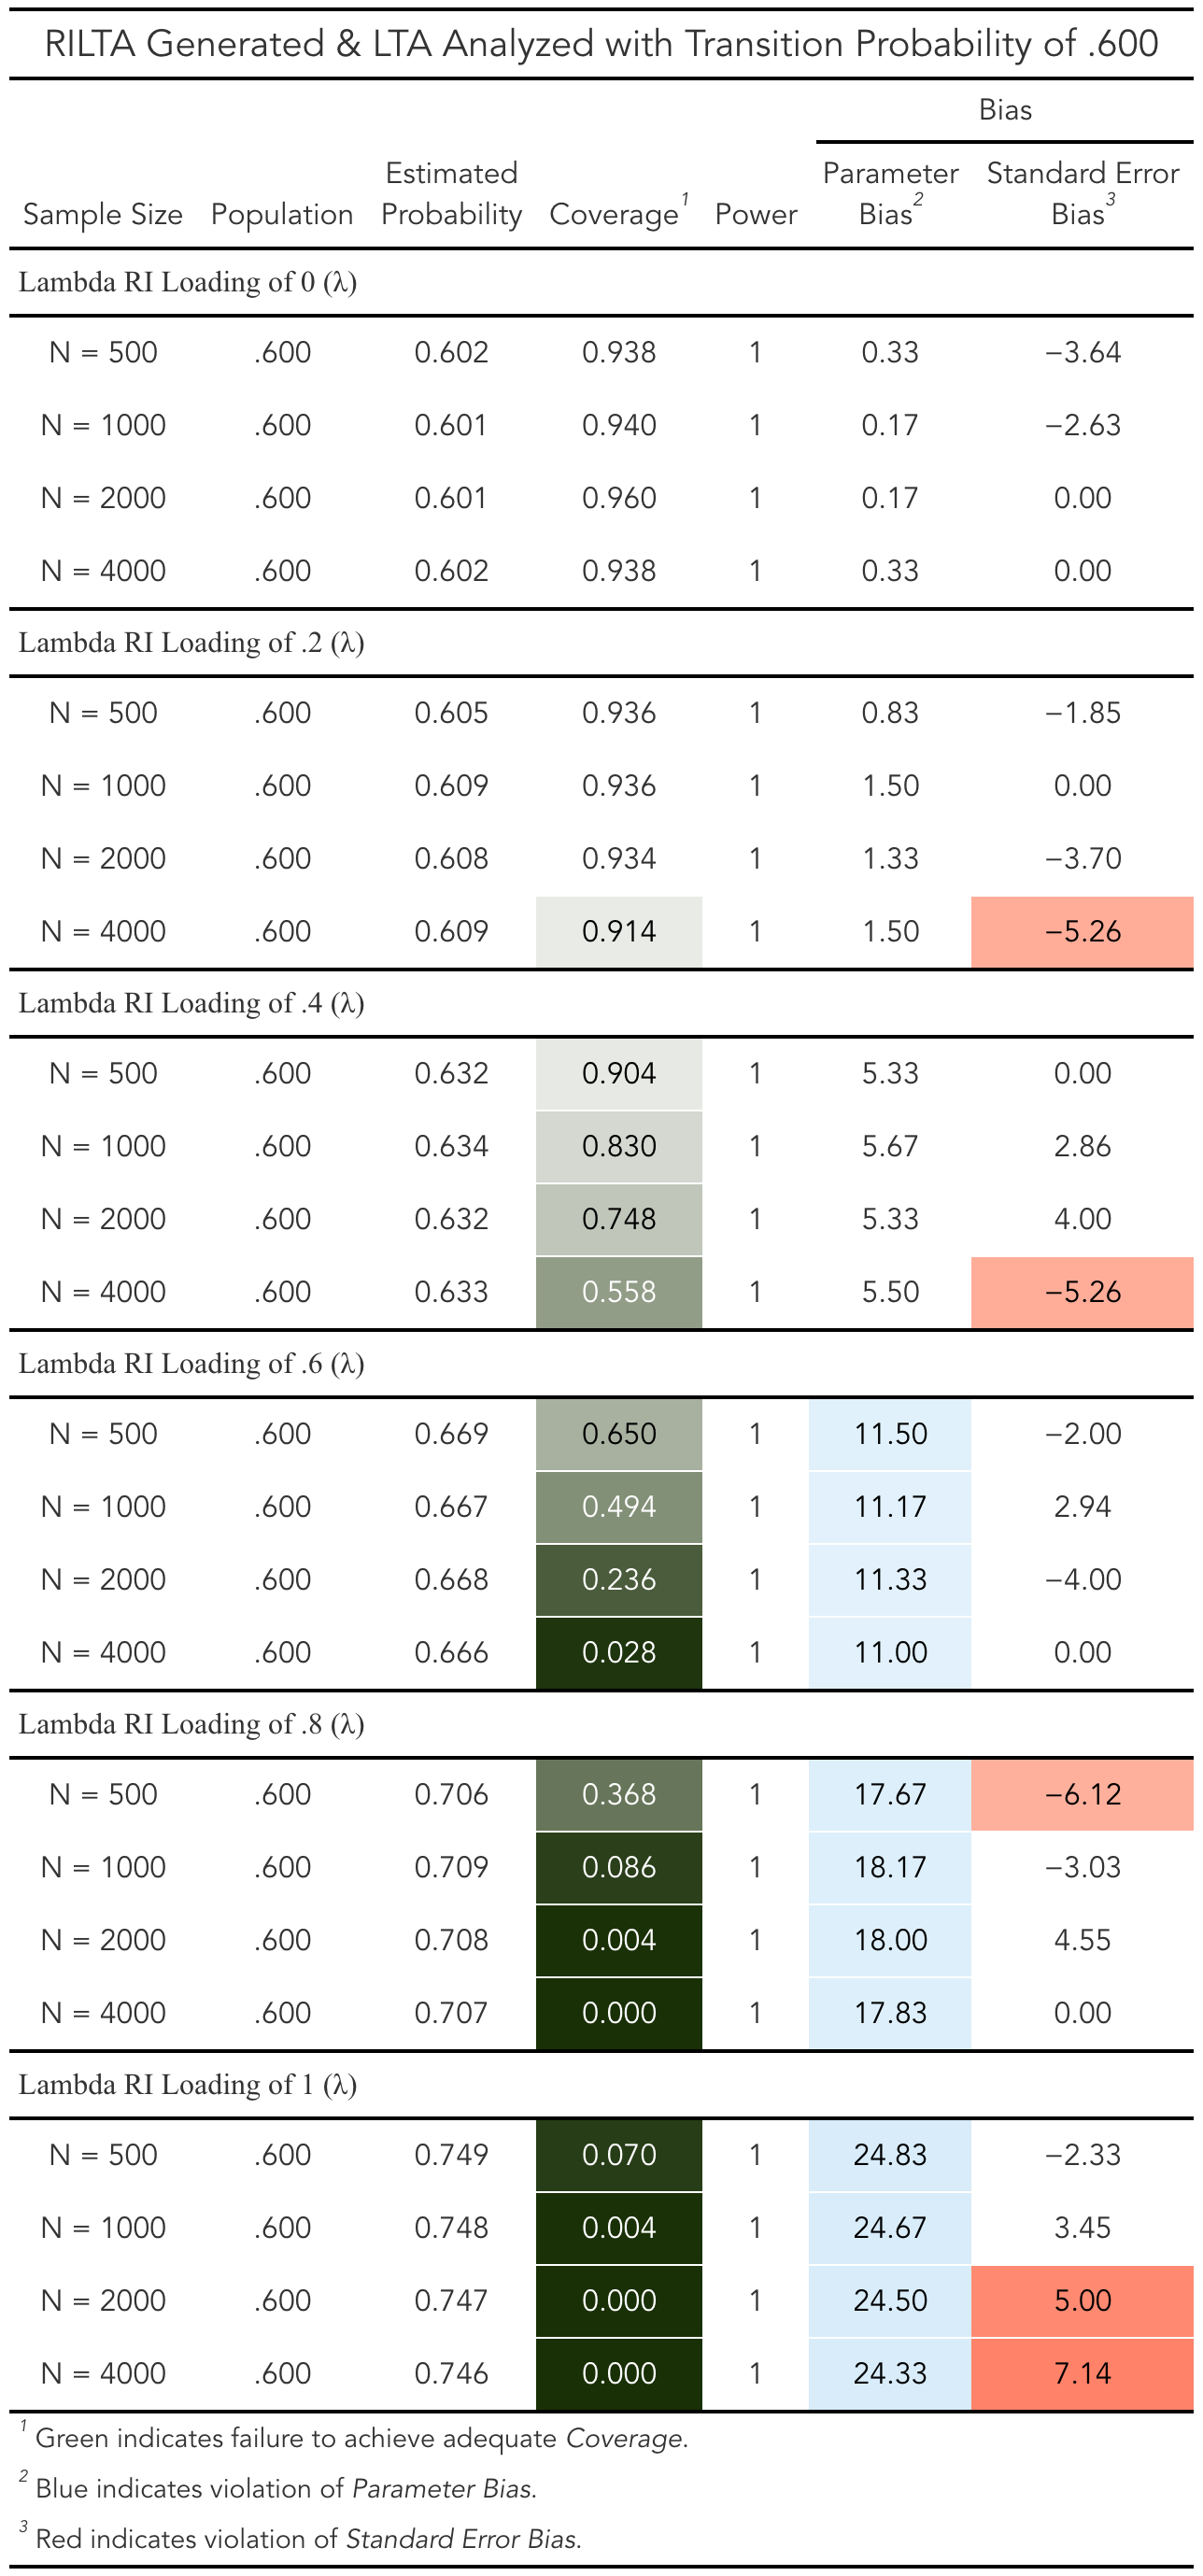 RILTA Generated & LTA Analyzed with Transition Probability of .600
Bias
Estimated Parameter Standard Error
Sample Size Population Probability Coverage1 Power Bias2 Bias3
Lambda RI Loading of 0 (λ)
N = 500 .600 0.602 0.938 1 0.33 −3.64
N = 1000 .600 0.601 0.940 1 0.17 −2.63
N = 2000 .600 0.601 0.960 1 0.17 0.00
N = 4000 .600 0.602 0.938 1 0.33 0.00
Lambda RI Loading of .2 (λ)
N = 500 .600 0.605 0.936 1 0.83 −1.85
N = 1000 .600 0.609 0.936 1 1.50 0.00
N = 2000 .600 0.608 0.934 1 1.33 −3.70
N = 4000 .600 0.609 0.914 1 1.50 −5.26
Lambda RI Loading of .4 (λ)
N = 500 .600 0.632 0.904 1 5.33 0.00
N = 1000 .600 0.634 0.830 1 5.67 2.86
N = 2000 .600 0.632 0.748 1 5.33 4.00
N = 4000 .600 0.633 0.558 1 5.50 −5.26
Lambda RI Loading of .6 (λ)
N = 500 .600 0.669 0.650 1 11.50 −2.00
N = 1000 .600 0.667 0.494 1 11.17 2.94
N = 2000 .600 0.668 0.236 1 11.33 −4.00
N = 4000 .600 0.666 0.028 1 11.00 0.00
Lambda RI Loading of .8 (λ)
N = 500 .600 0.706 0.368 1 17.67 −6.12
N = 1000 .600 0.709 0.086 1 18.17 −3.03
N = 2000 .600 0.708 0.004 1 18.00 4.55
N = 4000 .600 0.707 0.000 1 17.83 0.00
Lambda RI Loading of 1 (λ)
N = 500 .600 0.749 0.070 1 24.83 −2.33
N = 1000 .600 0.748 0.004 1 24.67 3.45
N = 2000 .600 0.747 0.000 1 24.50 5.00
N = 4000 .600 0.746 0.000 1 24.33 7.14
1 Green indicates failure to achieve adequate Coverage.
2 Blue indicates violation of Parameter Bias.
3 Red indicates violation of Standard Error Bias.